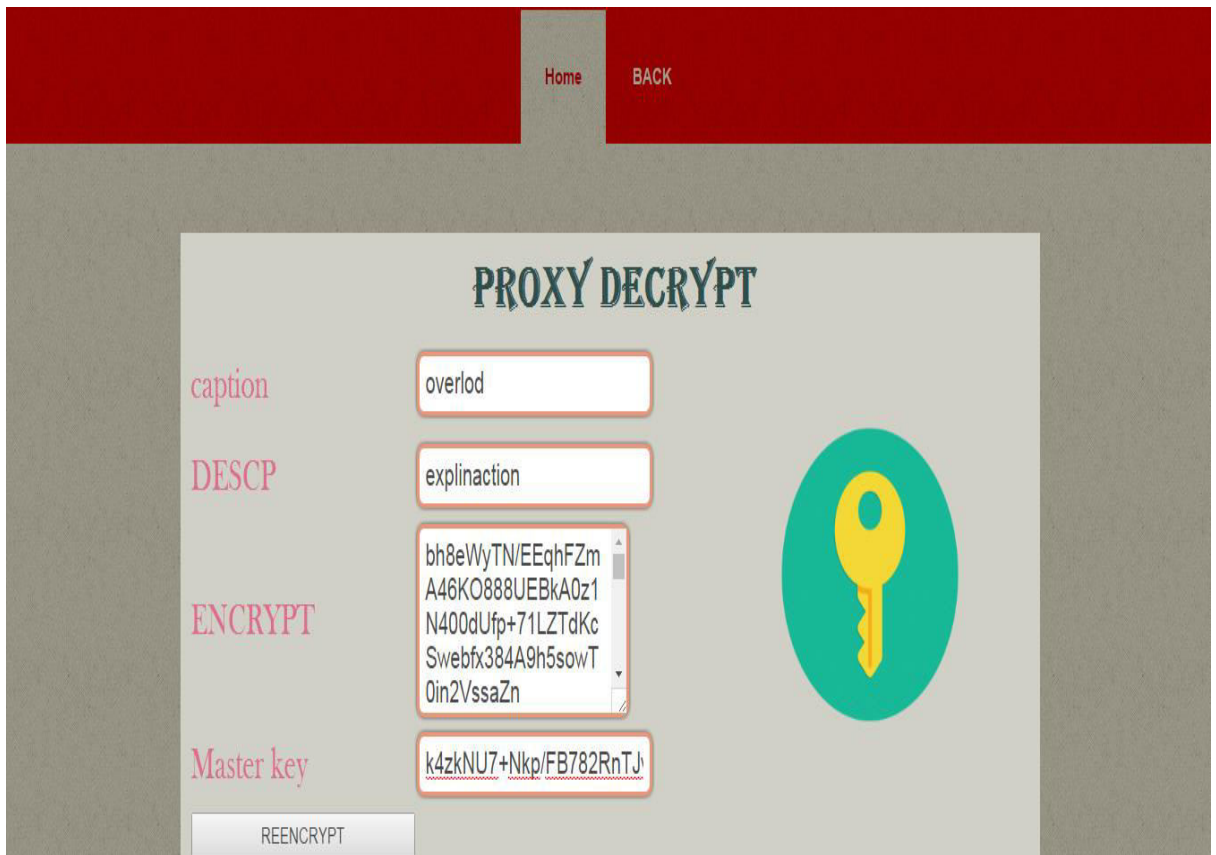 Home BACK
PROXY DECRYPT
caption overlod
DESCP explinaction
ENCRYPT
bh8eWyTN/EEqhFZm
A46KO888UEBkA0z1
N400dUfp+71LZTdKc
Swebfx384A9h5sowT
0in2VssaZn
Master key k4zkNU7+Nkp/FB782RnTJ
REENCRYPT